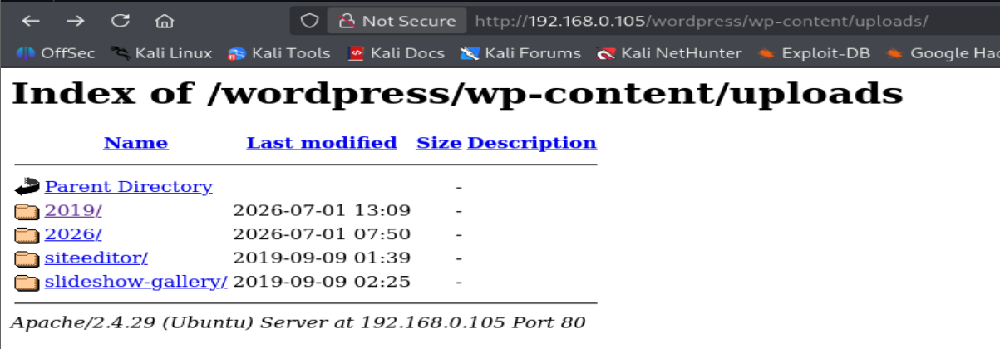 Not Secure http://192.168.0.105/wordpress/wp-content/uploads/
OffSec Kali Linux Kali Tools Kali Docs Kali Forums Kali NetHunter Exploit-DB Google Hac
Index of /wordpress/wp-content/uploads
Name Last modified Size Description
Parent Directory -
2019/ 2026-07-01 13:09 -
2026/ 2026-07-01 07:50 -
siteeditor/ 2019-09-09 01:39 -
slideshow-gallery/ 2019-09-09 02:25 -
Apache/2.4.29 (Ubuntu) Server at 192.168.0.105 Port 80